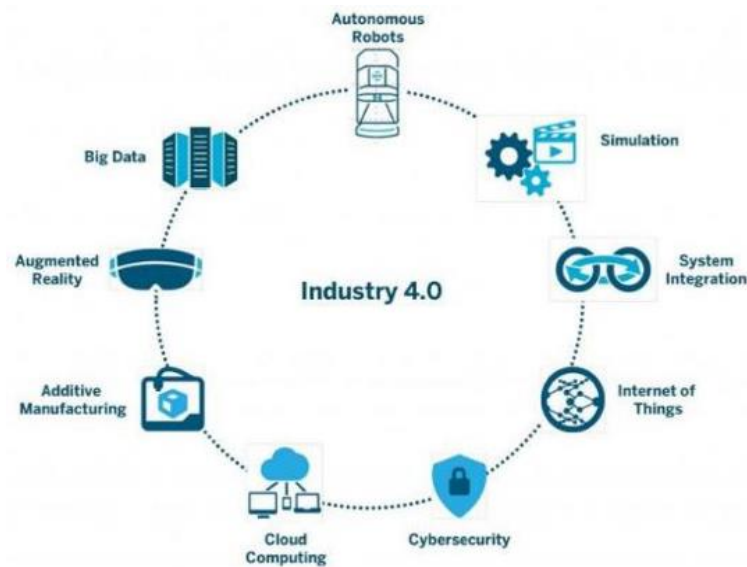 Autonomous
Robots
Simulation
Big Data
System
Integration
Augmented
Reality
Industry 4.0
Internet of
Things
Additive
Manufacturing
Cybersecurity
Cloud
Computing